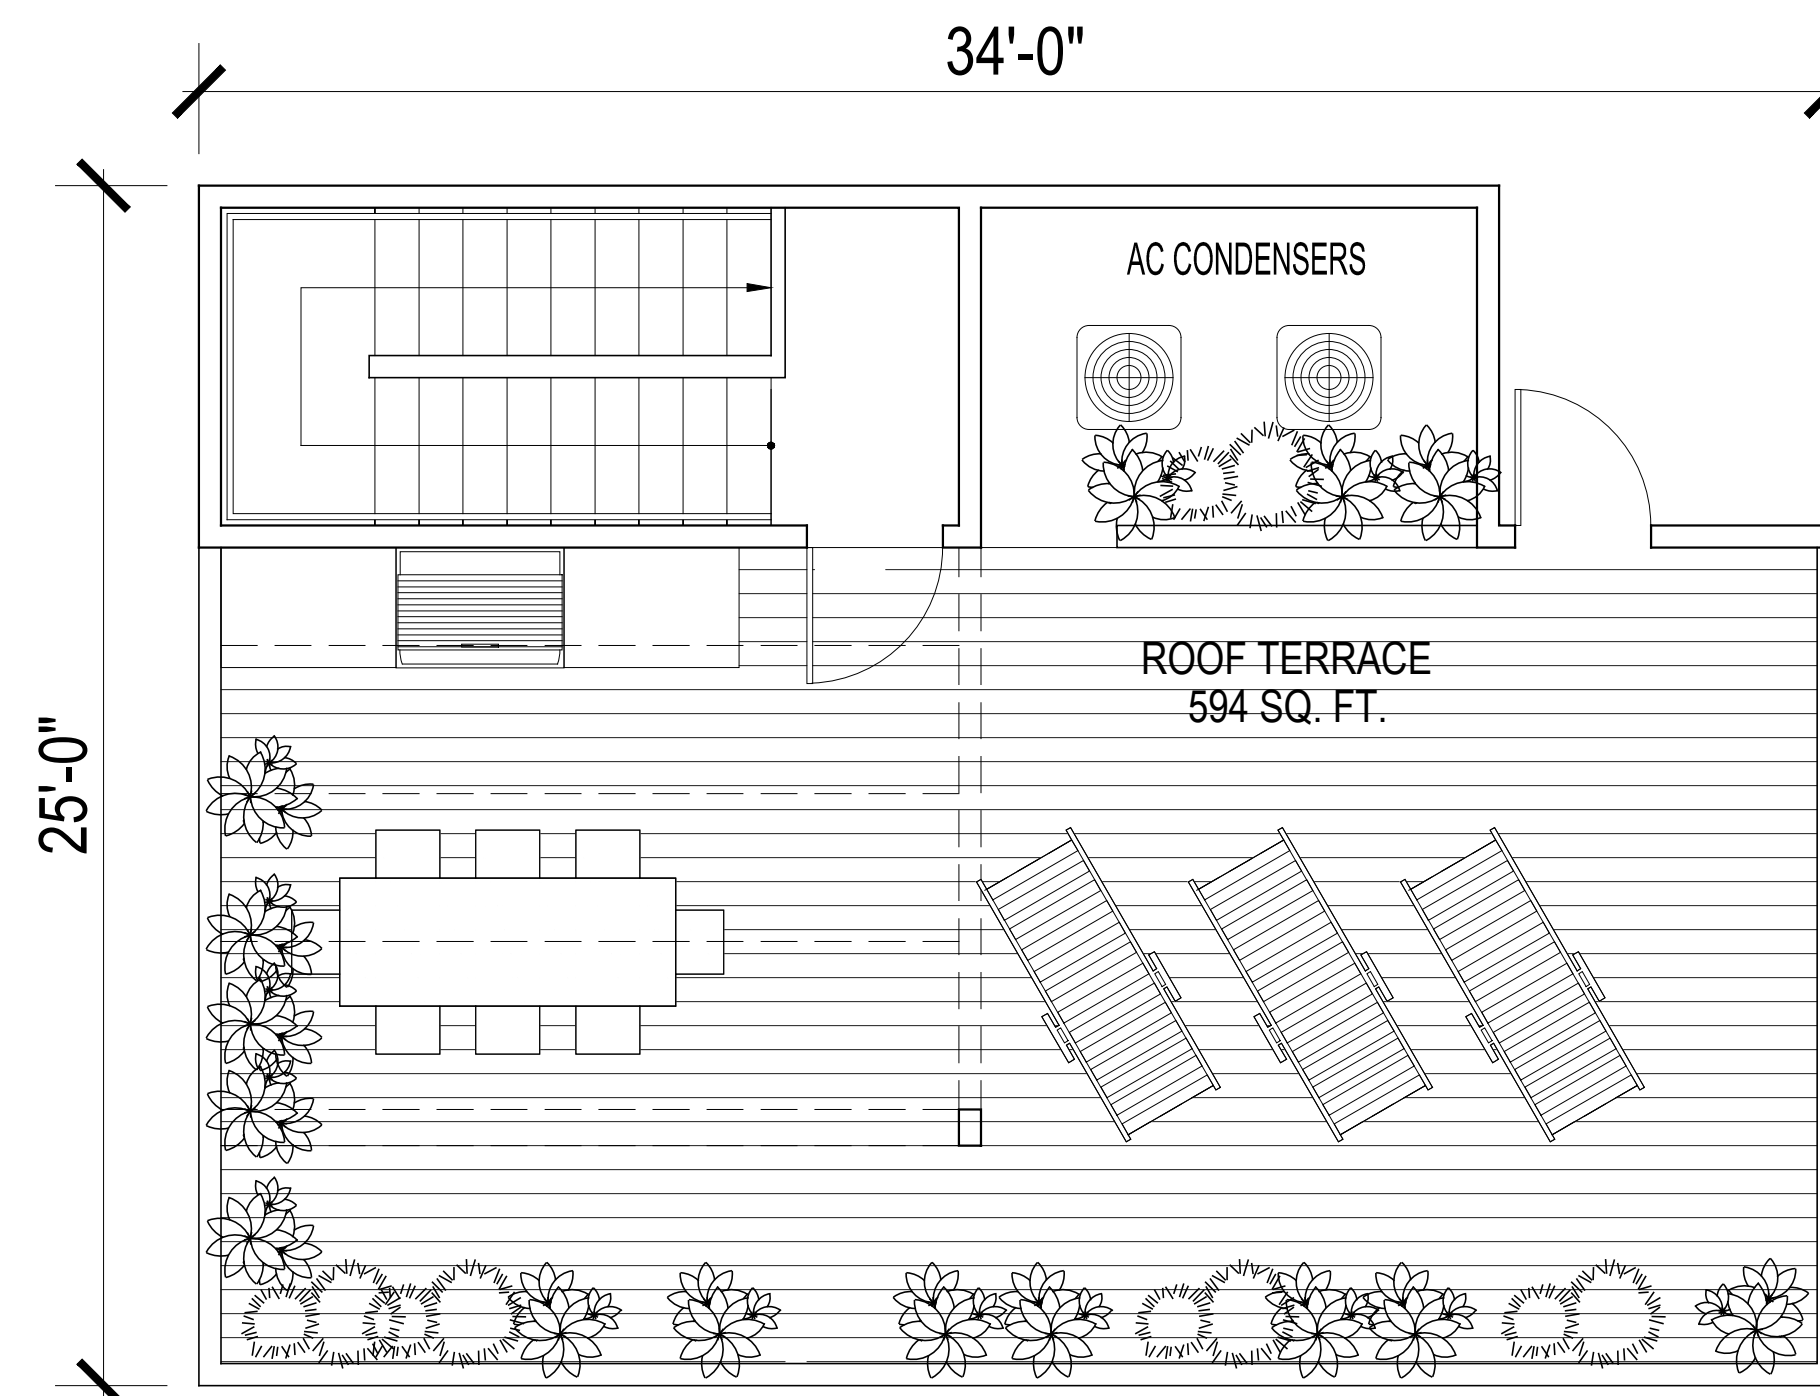 34'-0"
AC CONDENSERS
ROOF TERRACE
594 SQ. FT.
25'-0"